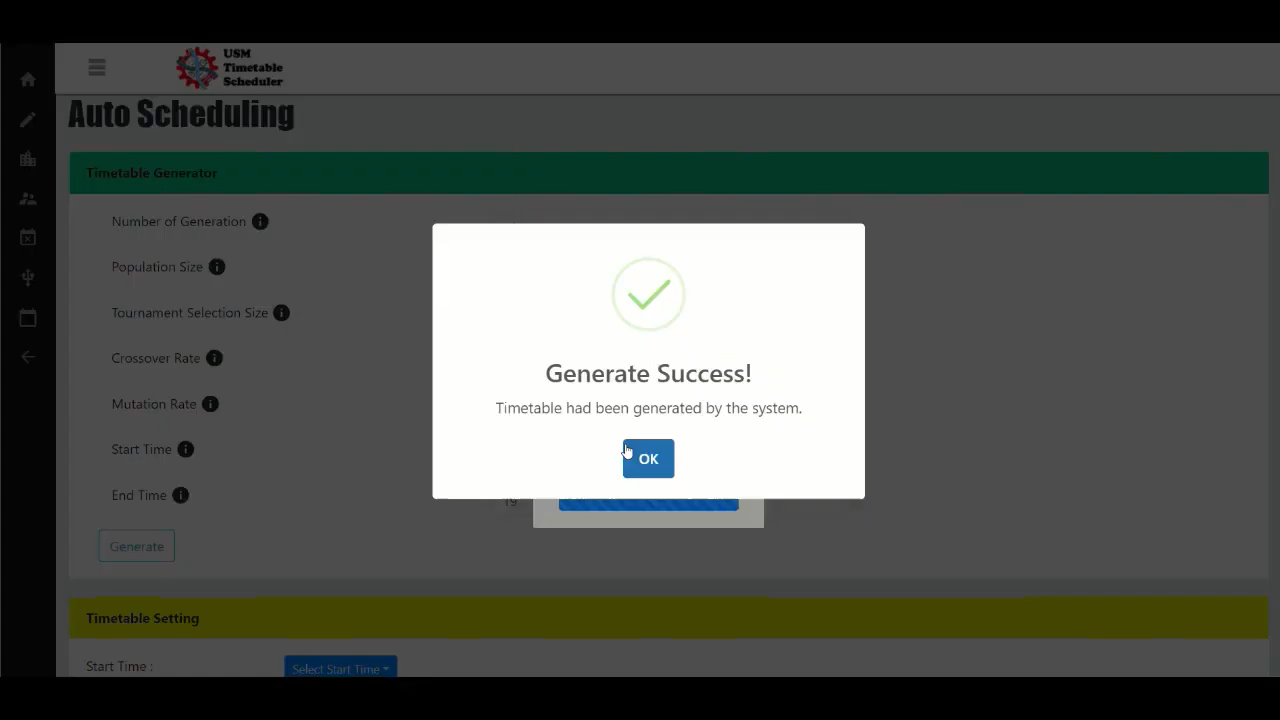 USM
Timetable
Scheduler
Auto Scheduling
Timetable Generator
Number of Generation
Population Size
Tournament Selection Size
Crossover Rate
Mutation Rate
Start Time
End Time
19
Generate
Generate Success!
Timetable had been generated by the system.
OK
Timetable Setting
Start Time :
Select Start Time